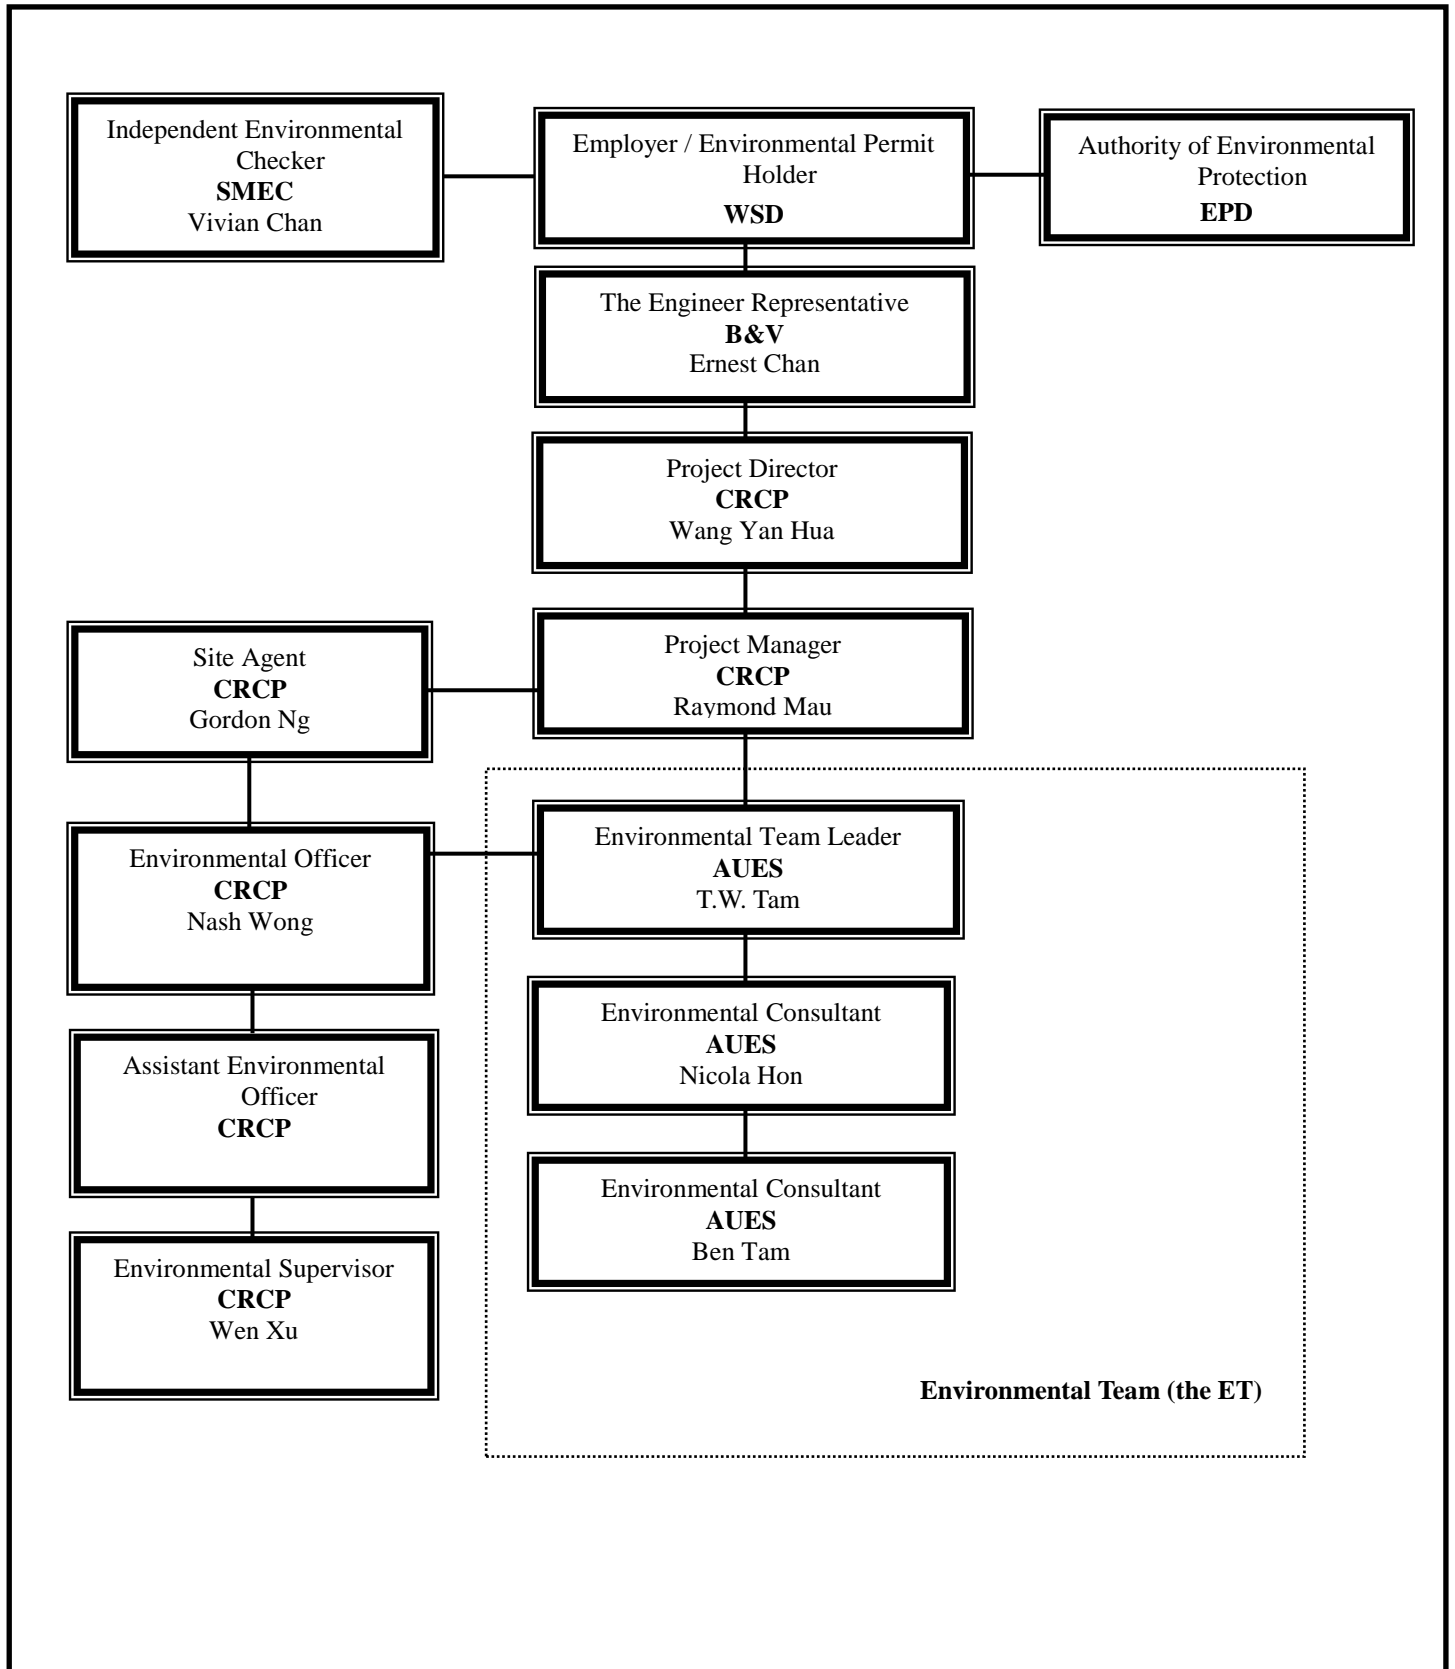 Independent Environmental
Checker
SMEC
Vivian Chan
Employer / Environmental Permit
Holder
WSD
Authority of Environmental
Protection
EPD
The Engineer Representative
B&V
Ernest Chan
Project Director
CRCP
Wang Yan Hua
Project Manager
CRCP
Raymond Mau
Site Agent
CRCP
Gordon Ng
Environmental Team Leader
AUES
T.W. Tam
Environmental Officer
CRCP
Nash Wong
Environmental Consultant
AUES
Nicola Hon
Assistant Environmental
Officer
CRCP
Environmental Consultant
AUES
Ben Tam
Environmental Supervisor
CRCP
Wen Xu
Environmental Team (the ET)